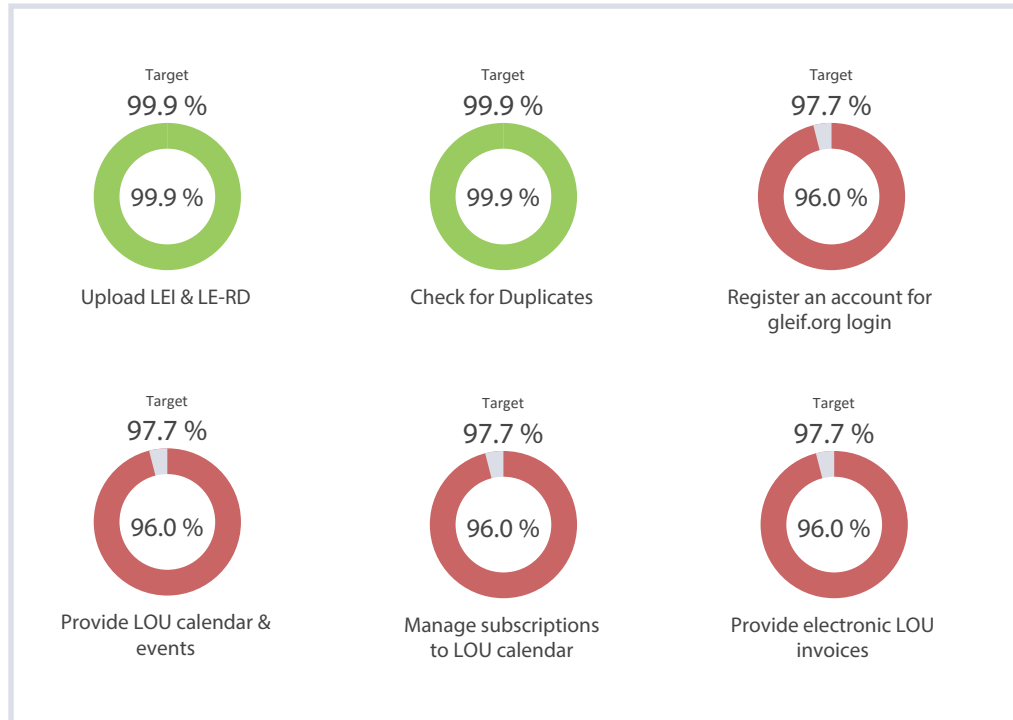 Target
99.9 %
99.9 %
Upload LEI & LE-RD
Target
99.9 %
99.9 %
Check for Duplicates
Target
97.7 %
96.0 %
Register an account for
gleif.org login
Target
97.7 %
96.0 %
Provide LOU calendar &
events
Target
97.7 %
96.0 %
Manage subscriptions
to LOU calendar
Target
97.7 %
96.0 %
Provide electronic LOU
invoices